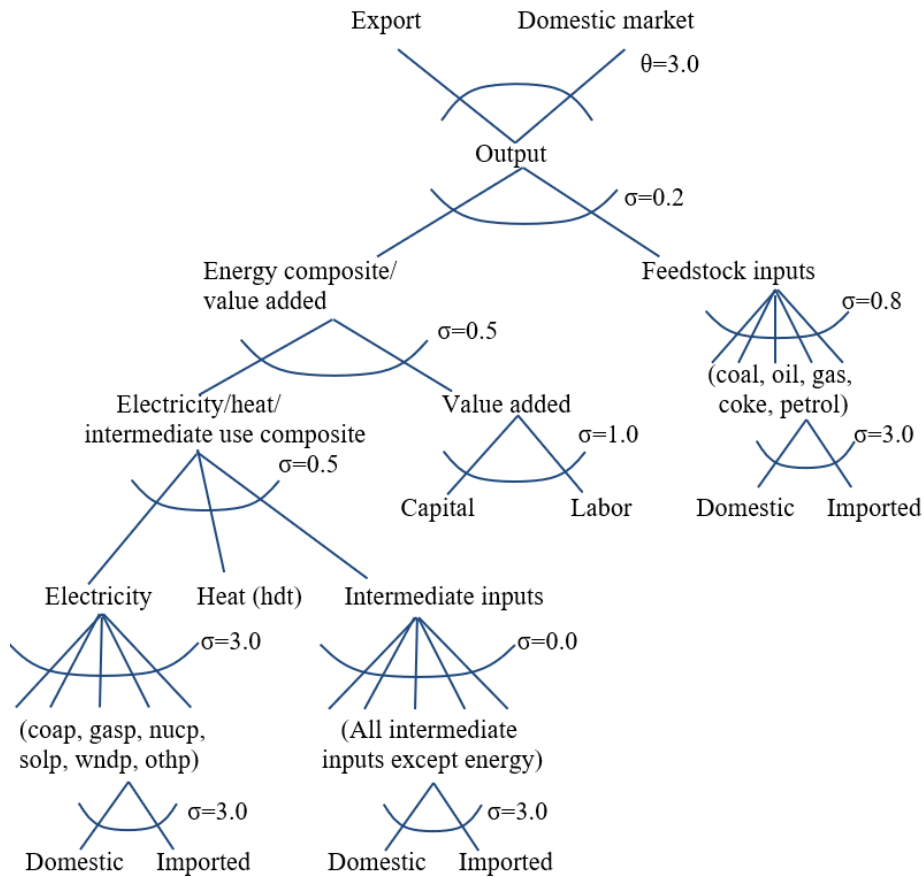 Export
Domestic market
θ=3.0
Output
σ=0.2
Energy composite/
value added
Feedstock inputs
σ=0.8
σ=0.5
(coal, oil, gas,
coke, petrol)
Electricity/heat/
intermediate use composite
Value added
σ=0.5
σ=1.0
σ=3.0
Capital
Labor
Domestic
Imported
Electricity
Heat (hdt)
Intermediate inputs
σ=3.0
σ=0.0
(coap, gasp, nucp,
solp, wndp, othp)
(All intermediate
inputs except energy)
σ=3.0
σ=3.0
Domestic
Imported
Domestic
Imported